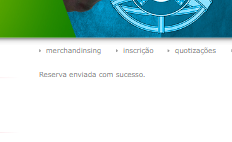 merchandinsing inscrição quotizações
Reserva enviada com sucesso.